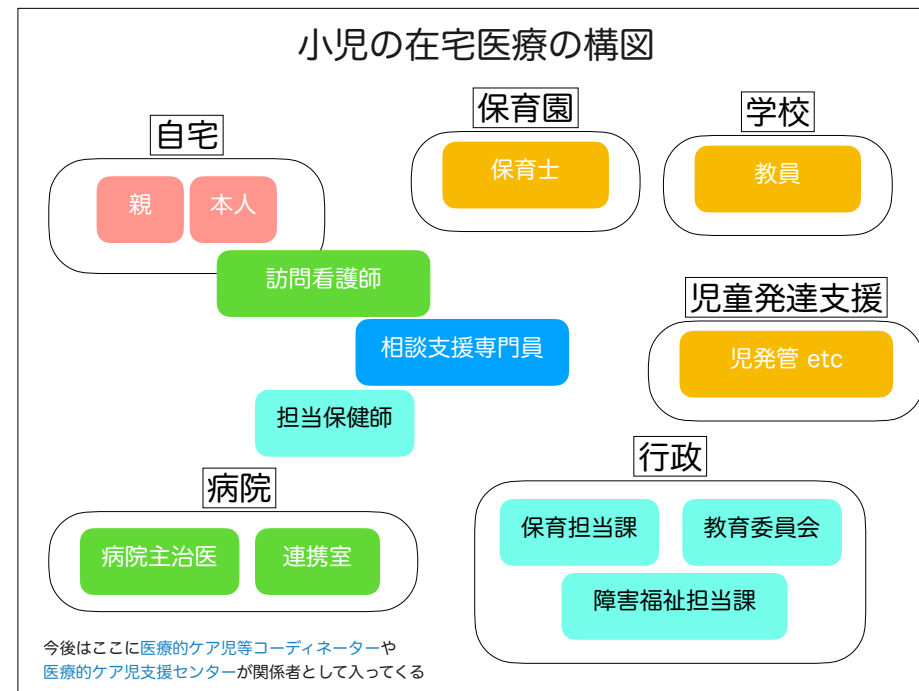 小児の在宅医療の構図
自宅
親
本人
訪問看護師
相談支援専門員
担当保健師
保育園
保育士
学校
教員
児童発達支援
児発管 etc
病院
病院主治医
連携室
行政
保育担当課
教育委員会
障害福祉担当課
今後はここに医療的ケア児等コーディネーターや
医療的ケア児支援センターが関係者として入ってくる